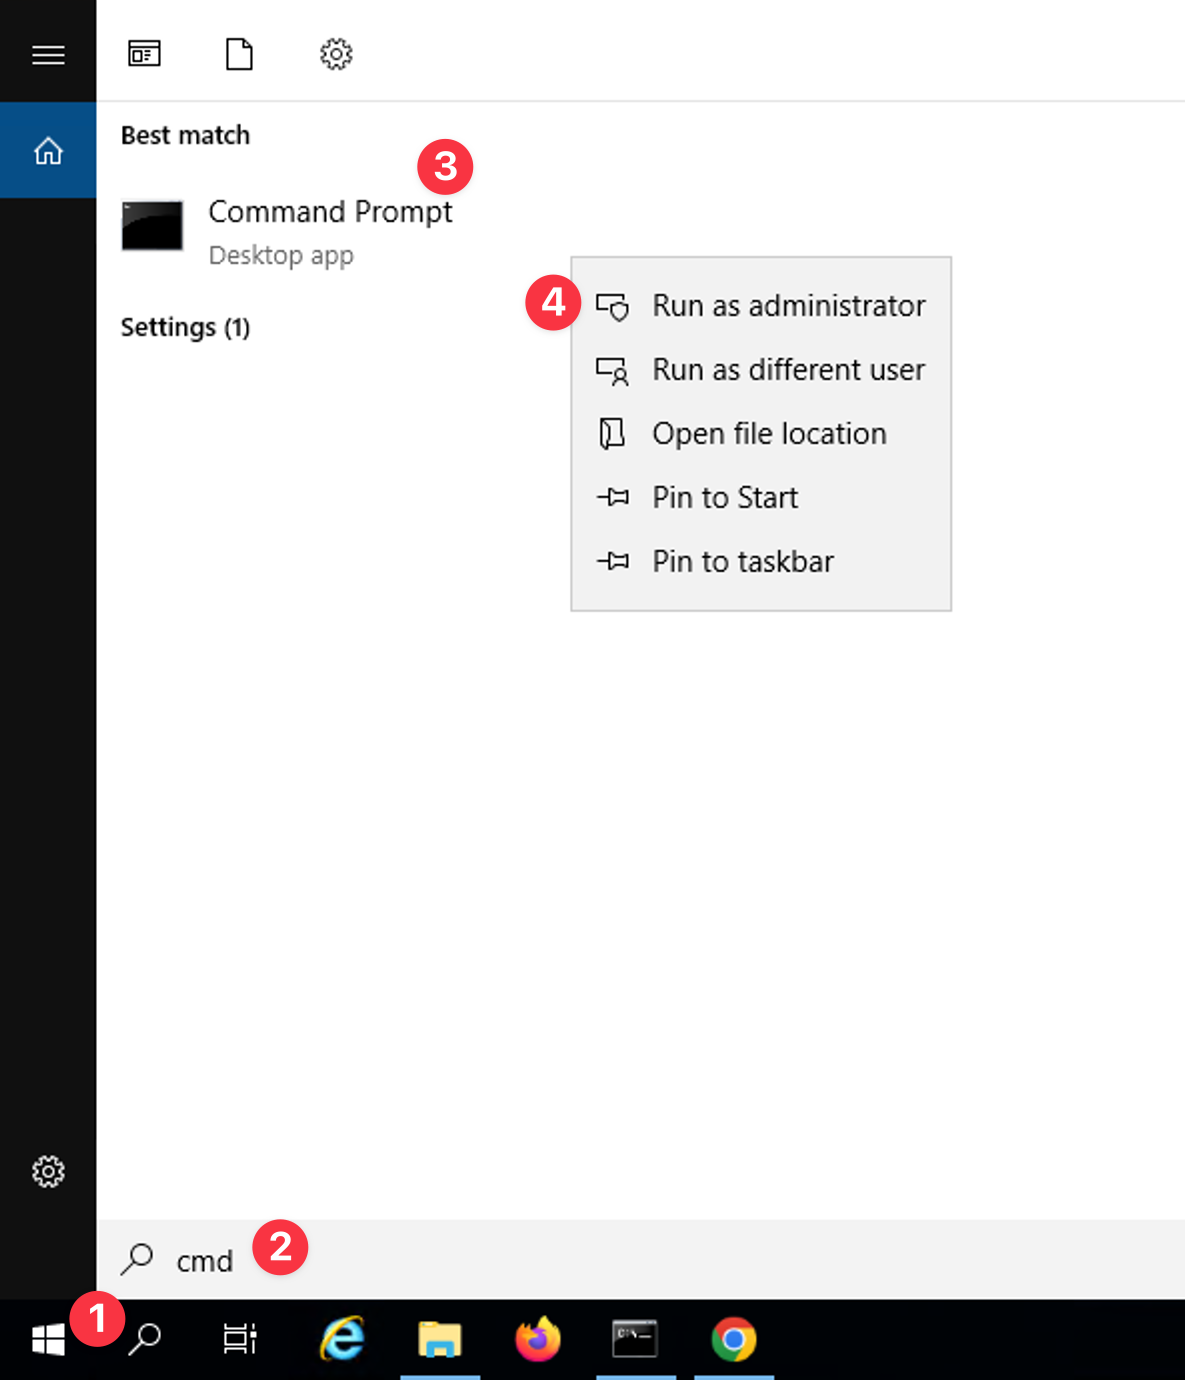 Best match
3
Command Prompt
Desktop app
4
Run as administrator
Settings (1)
Run as different user
Open file location
Pin to Start
Pin to taskbar
cmd
2
1